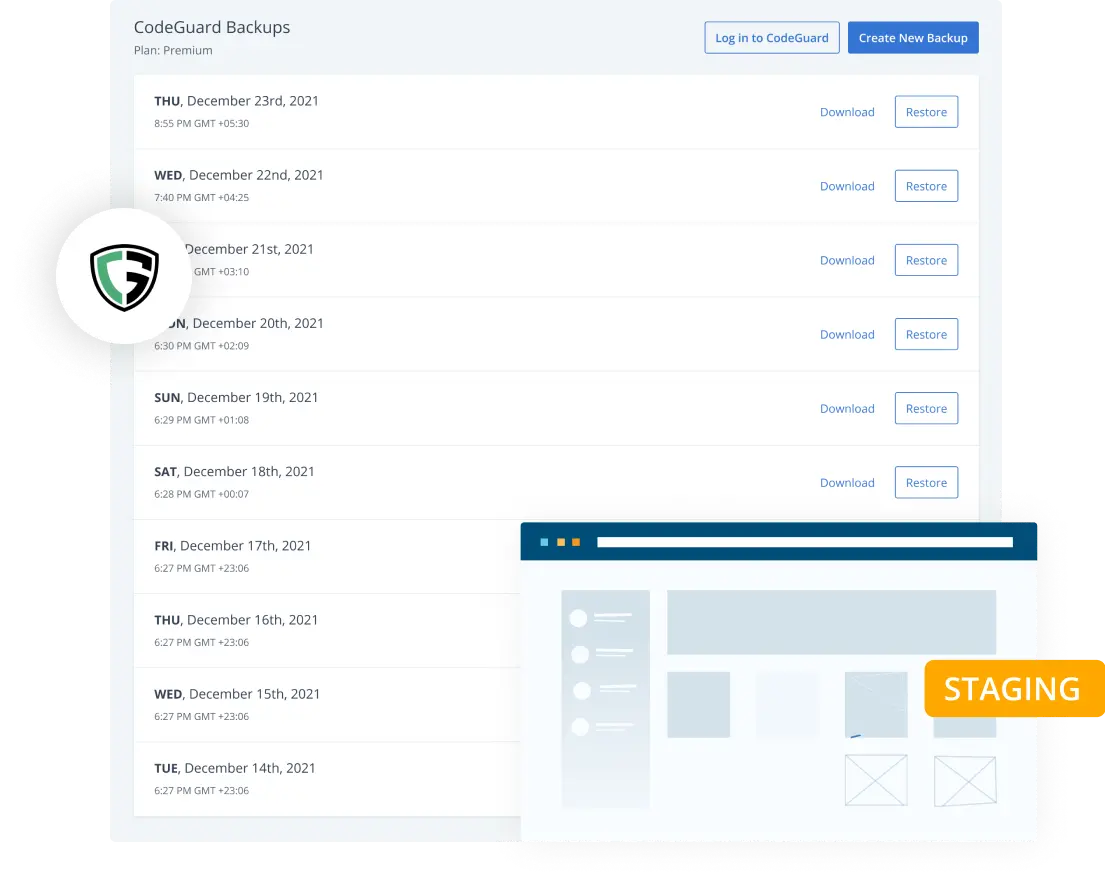 CodeGuard Backups
Plan: Premium
Log in to CodeGuard
Create New Backup
THU, December 23rd, 2021
8:55 PM GMT +05:30
Download
Restore
WED, December 22nd, 2021
7:40 PM GMT +04:25
Download
Restore
December 21st, 2021
GMT +03:10
Download
Restore
December 20th, 2021
6:30 PM GMT +02:09
Download
Restore
SUN, December 19th, 2021
6:29 PM GMT +01:08
Download
Restore
SAT, December 18th, 2021
6:28 PM GMT +00:07
Download
Restore
FRI, December 17th, 2021
6:27 PM GMT +23:06
THU, December 16th, 2021
6:27 PM GMT +23:06
WED, December 15th, 2021
6:27 PM GMT +23:06
TUE, December 14th, 2021
6:27 PM GMT +23:06
STAGING